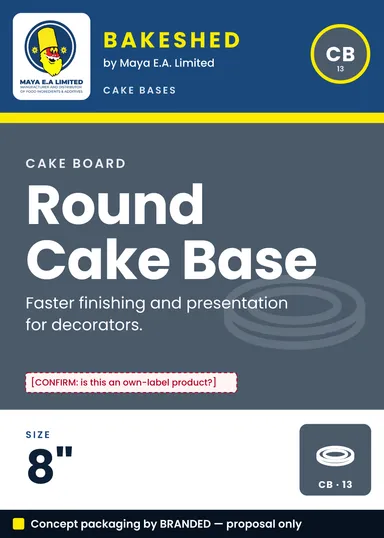 BAKESHED
by Maya E.A. Limited
CAKE BASES
MAYA E.A LIMITED
MANUFACTURER AND DISTRIBUTOR
OF FOOD INGREDIENTS & ADDITIVES
CB
13
CAKE BOARD
Round
Cake Base
Faster finishing and presentation
for decorators.
[CONFIRM: is this an own-label product?]
SIZE
8"
CB · 13
Concept packaging by BRANDED — proposal only